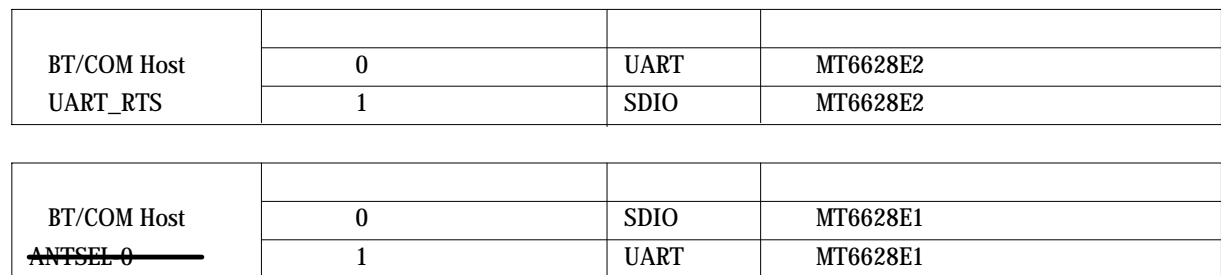 BT/COM Host 0 UART MT6628E2
UART_RTS 1 SDIO MT6628E2
BT/COM Host 0 SDIO MT6628E1
ANTSEL 0 1 UART MT6628E1